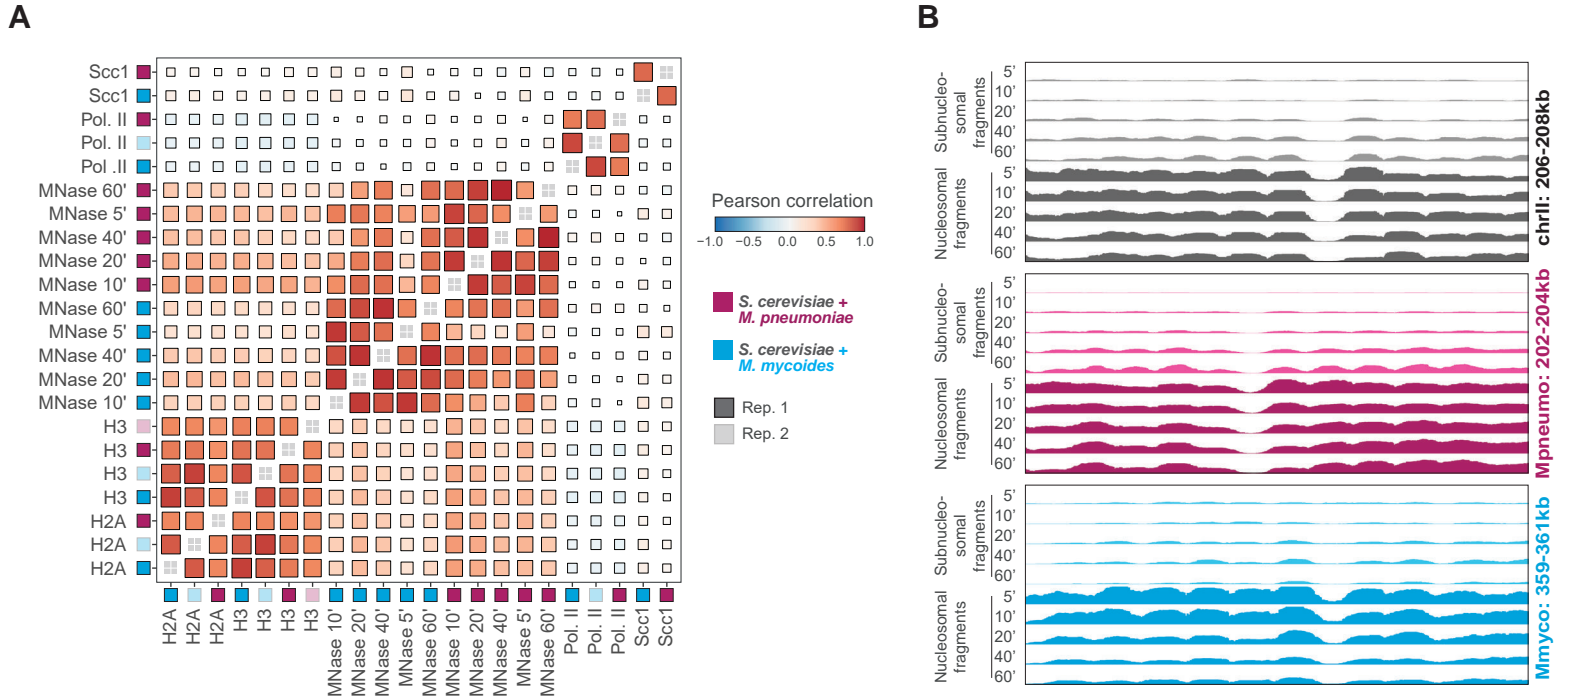 A
Scc1
Scc1
Pol. II
Pol. II
Pol .II
MNase 60'
MNase 5'
MNase 40'
MNase 20'
MNase 10'
MNase 60'
MNase 5'
MNase 40'
MNase 20'
MNase 10'
H3
H3
H3
H3
H2A
H2A
H2A
H2A
H2A
H2A
H3
H3
H3
H3
MNase 10'
MNase 20'
MNase 40'
MNase 5'
MNase 60'
MNase 10'
MNase 20'
MNase 40'
MNase 5'
MNase 60'
Pol. II
Pol. II
Pol. II
Scc1
Scc1
Pearson correlation
−1.0 −0.5 0.0 0.5 1.0
S. cerevisiae +
M. pneumoniae
S. cerevisiae +
M. mycoides
Rep. 1
Rep. 2
B
Subnucleo-
somal
fragments
5’
10’
20’
40’
60’
Nucleosomal
fragments
5’
10’
20’
40’
60’
chrII: 206-208kb
Subnucleo-
somal
fragments
5’
10’
20’
40’
60’
Nucleosomal
fragments
5’
10’
20’
40’
60’
Mpneumo: 202-204kb
Subnucleo-
somal
fragments
5’
10’
20’
40’
60’
Nucleosomal
fragments
5’
10’
20’
40’
60’
Mmyco: 359-361kb